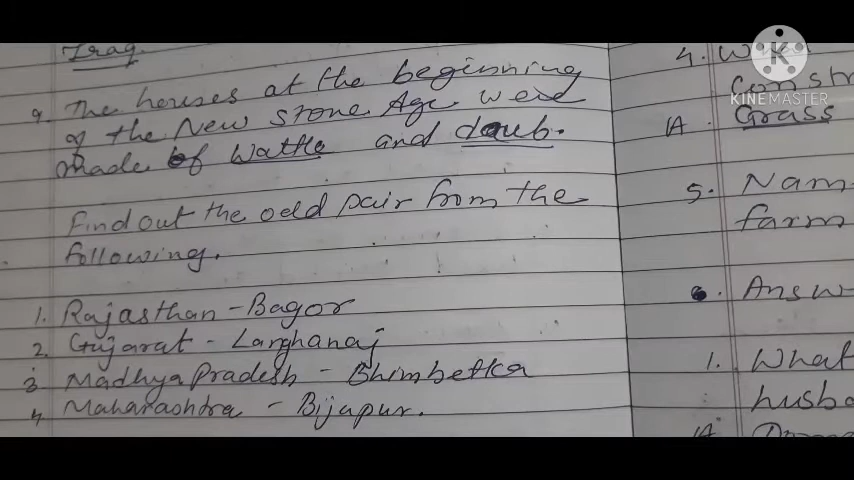 Iraq.
9. The houses at the beginning
of the New stone Age were
made of Wattle and daub.
Find out the odd pair from the
following.
1. Rajasthan - Bagor
2. Gujarat - Larghanaj
3. Madhya Pradesh - Bhimbetka
4. Maharashtra - Bijapur.
4. W
Constr
A. Grass
5. Nam
farm
6. Answ
1. What
husba
A
K
KINEMASTER